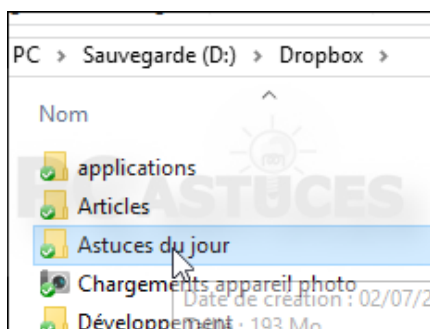 PC > Sauvegarde (D:) > Dropbox >
Nom
PC ASTUCES
applications
Articles
Astuces du jour
Chargements appareil photo
Date de création : 02/07/2
Développement
: 193 Mo